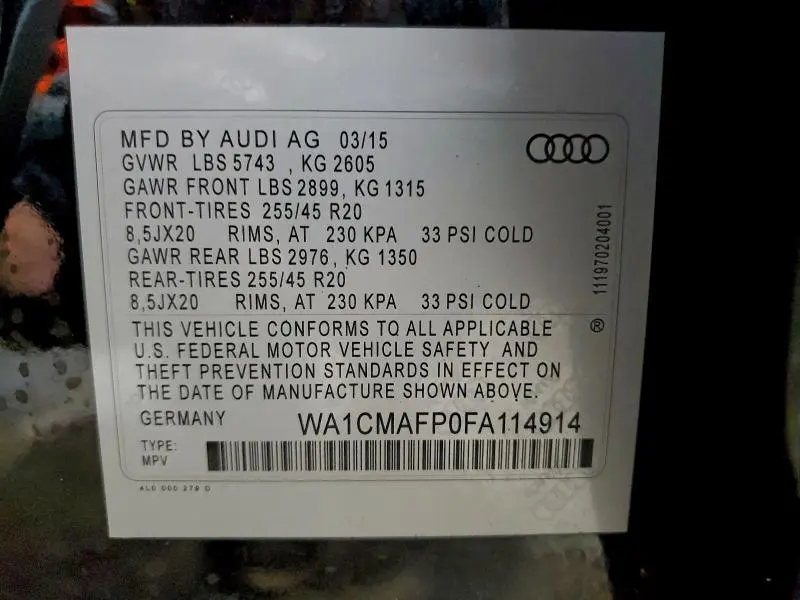 MFD BY AUDI AG 03/15
GVWR LBS 5743 , KG 2605
GAWR FRONT LBS 2899, KG 1315
FRONT-TIRES 255/45 R20
8,5JX20 RIMS, AT 230 KPA 33 PSI COLD
GAWR REAR LBS 2976, KG 1350
REAR-TIRES 255/45 R20
8,5JX20 RIMS, AT 230 KPA 33 PSI COLD
111970204001
THIS VEHICLE CONFORMS TO ALL APPLICABLE ®
U.S. FEDERAL MOTOR VEHICLE SAFETY AND
THEFT PREVENTION STANDARDS IN EFFECT ON
THE DATE OF MANUFACTURE SHOWN ABOVE.
GERMANY WA1CMAFP0FA114914
TYPE:
MPV
4L0 000 279 D